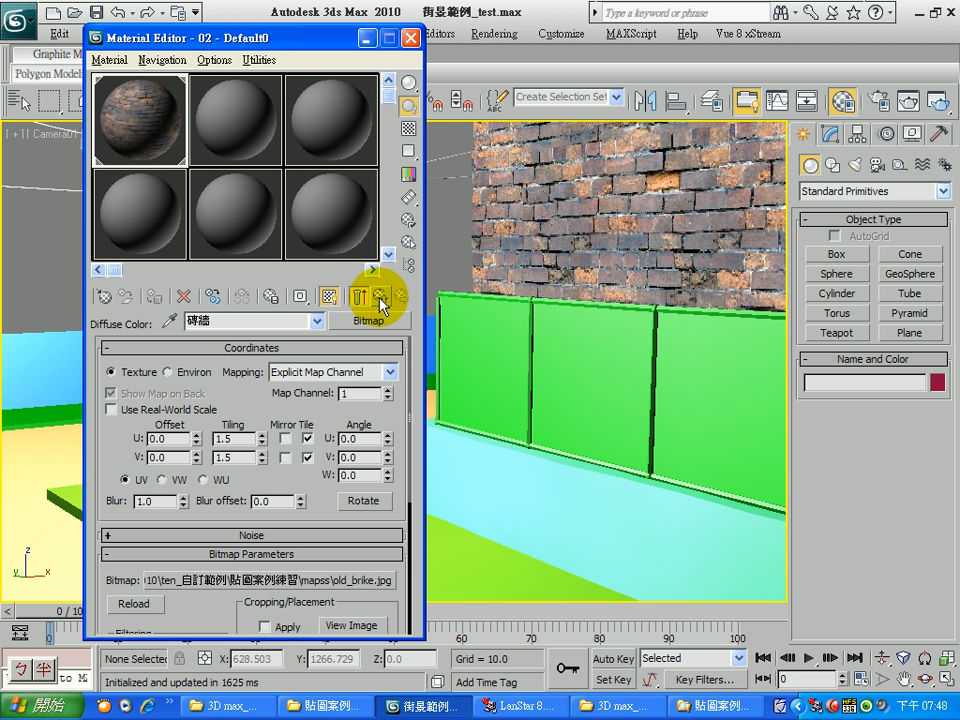 Autodesk 3ds Max 2010 街景範例_test.max
Type a keyword or phrase
Edit
Editors Rendering Customize MAXScript Help Vue 8 xStream
Graphite M
Polygon Model
Create Selection Set
ABC
Material Editor - 02 - Default0
Material Navigation Options Utilities
Diffuse Color: 磚牆 Bitmap
- Coordinates
Texture Environ Mapping: Explicit Map Channel
Show Map on Back Map Channel: 1
Use Real-World Scale
Offset Tiling Mirror Tile Angle
U: 0.0 1.5 U: 0.0
V: 0.0 1.5 V: 0.0
W: 0.0
UV VW WU
Blur: 1.0 Blur offset: 0.0 Rotate
+ Noise
- Bitmap Parameters
Bitmap: 10\ten_自訂範例\貼圖案例練習\mapss\old_brike.jpg
Reload
Cropping/Placement
Apply View Image
Filtering
[ + ] [ Camera01
z
y x
Standard Primitives
- Object Type
AutoGrid
Box Cone
Sphere GeoSphere
Cylinder Tube
Torus Pyramid
Teapot Plane
- Name and Color
0 / 10
0 60 70 80 90 100
None Selected X: 628.503 Y: 1266.729 Z: 0.0 Grid = 10.0
Auto Key Selected
Set Key Key Filters... 0
to M Initialized and updated in 1625 ms Add Time Tag
ㄅ 半
開始 3D max_... 貼圖案例... 街景範例... LanStar 8.... 3D max_... 貼圖案例... 下午 07:48